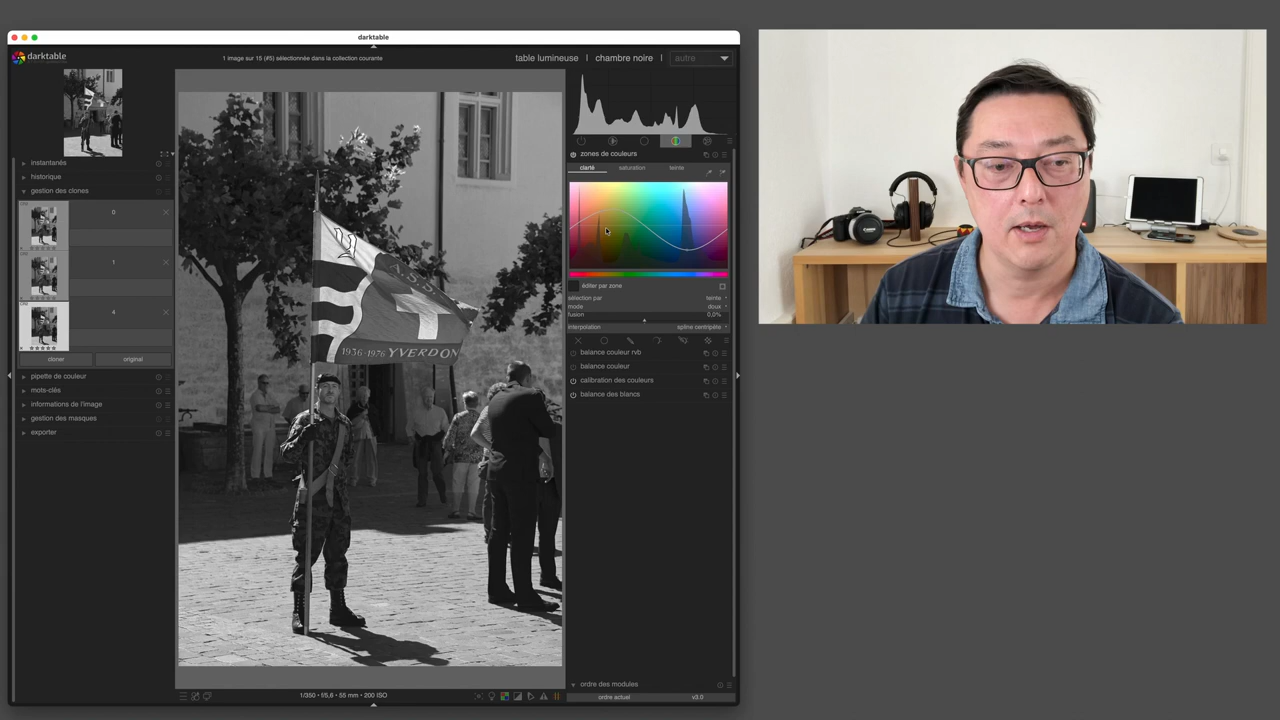 darktable
darktable
1 image sur 15 (#5) sélectionnée dans la collection courante
table lumineuse | chambre noire | autre
instantanés
historique
gestion des clones
0
1
4
cloner
original
pipette de couleur
mots-clés
informations de l'image
gestion des masques
exporter
A.S.S.O.
1936-1976 YVERDON
1/350 • f/5,6 • 55 mm • 200 ISO
zones de couleurs
clarté
saturation
teinte
éditer par zone
sélection par
teinte
mode
doux
fusion
0,0%
interpolation
spline centripète
balance couleur rvb
balance couleur
calibration des couleurs
balance des blancs
ordre des modules
ordre actuel
v3.0
Canon